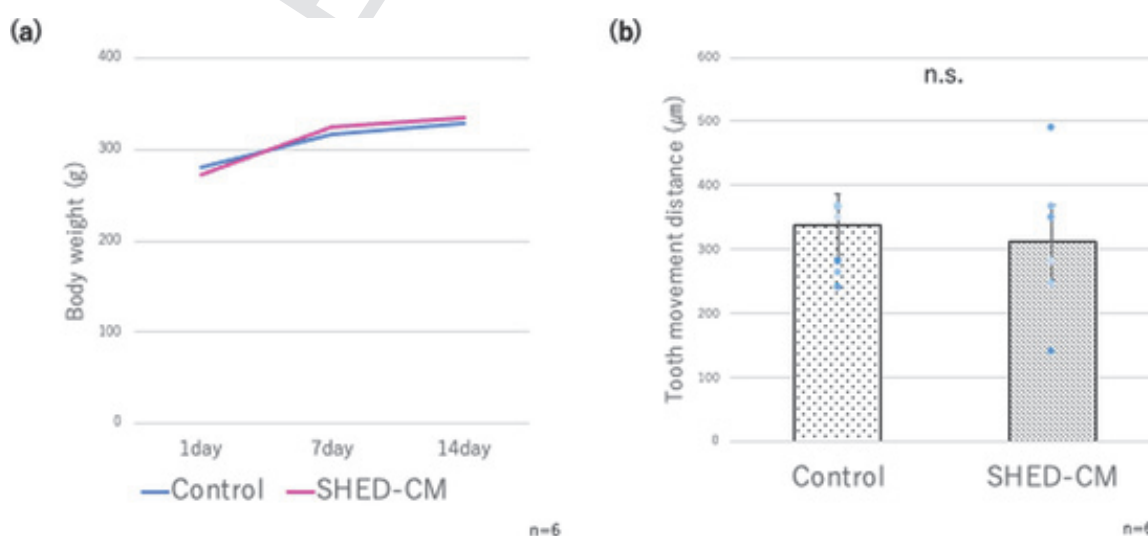 (a)
400
300
200
100
0
Body weight (g)
1day 7day 14day
Control SHED-CM
n=6
(b)
600
500
400
300
200
100
0
Tooth movement distance (μm)
n.s.
Control SHED-CM
n=6